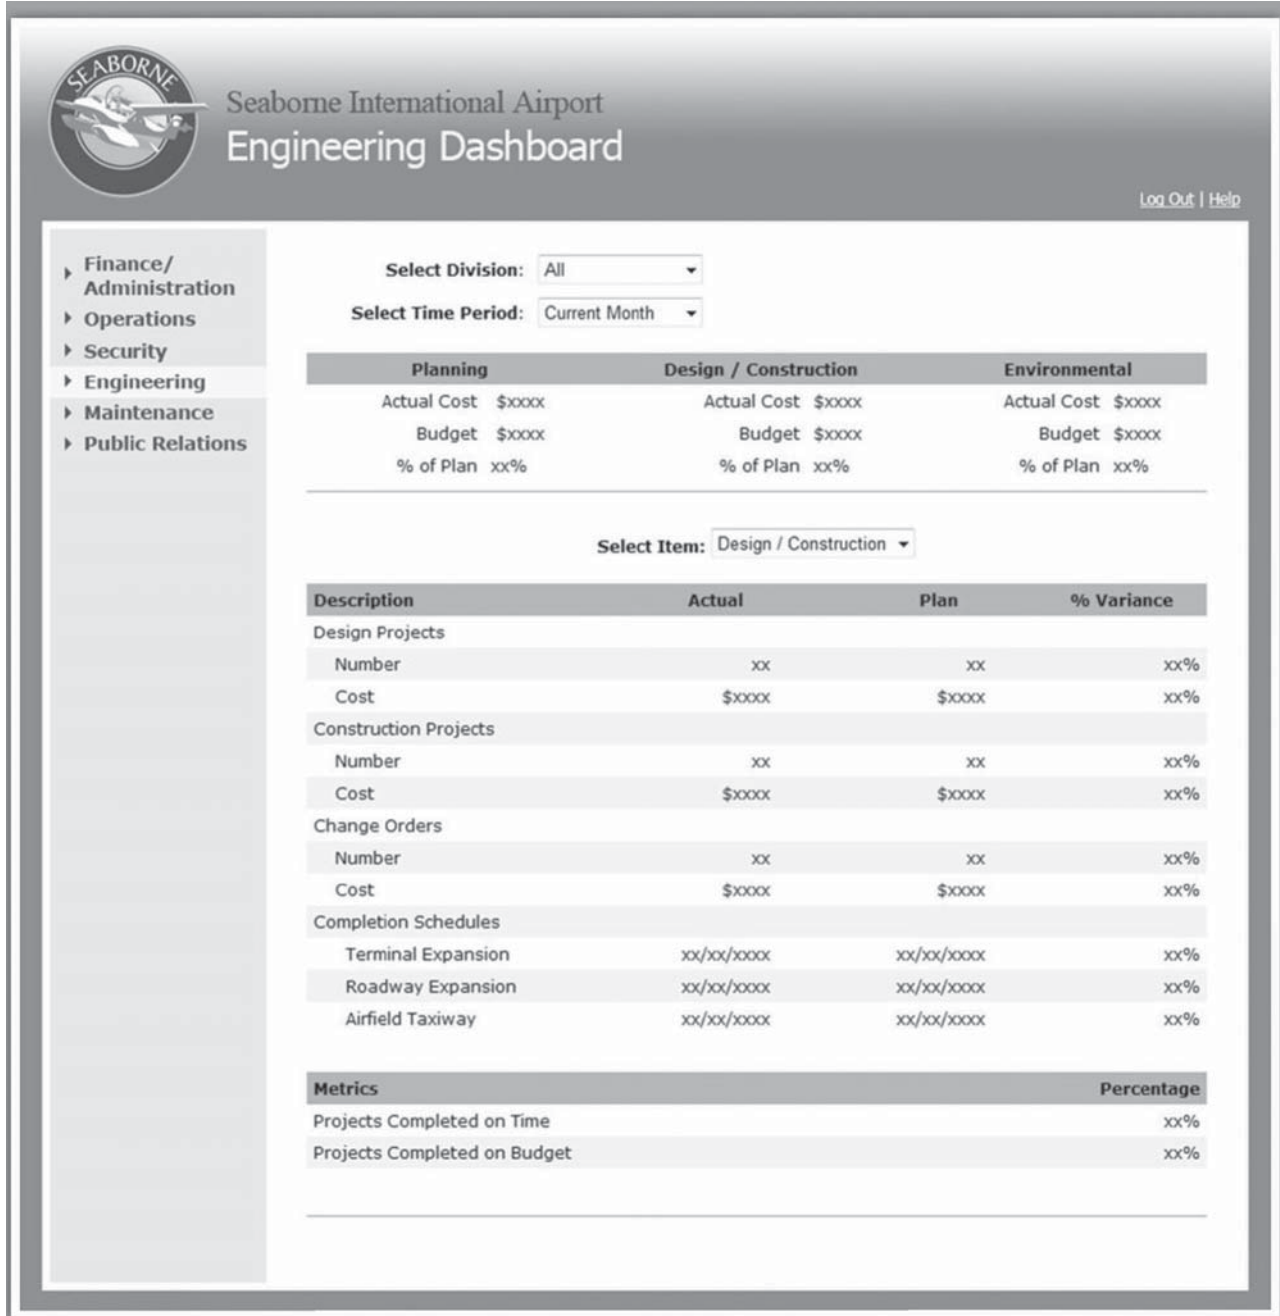 SEABORNE
Seaborne International Airport
Engineering Dashboard
Log Out | Help
Finance/
Administration
Operations
Security
Engineering
Maintenance
Public Relations
Select Division: All
Select Time Period: Current Month
Planning Design / Construction Environmental
Actual Cost $xxxx Actual Cost $xxxx Actual Cost $xxxx
Budget $xxxx Budget $xxxx Budget $xxxx
% of Plan xx% % of Plan xx% % of Plan xx%
Select Item: Design / Construction
Description Actual Plan % Variance
Design Projects
Number xx xx xx%
Cost $xxxx $xxxx xx%
Construction Projects
Number xx xx xx%
Cost $xxxx $xxxx xx%
Change Orders
Number xx xx xx%
Cost $xxxx $xxxx xx%
Completion Schedules
Terminal Expansion xx/xx/xxxx xx/xx/xxxx xx%
Roadway Expansion xx/xx/xxxx xx/xx/xxxx xx%
Airfield Taxiway xx/xx/xxxx xx/xx/xxxx xx%
Metrics Percentage
Projects Completed on Time xx%
Projects Completed on Budget xx%